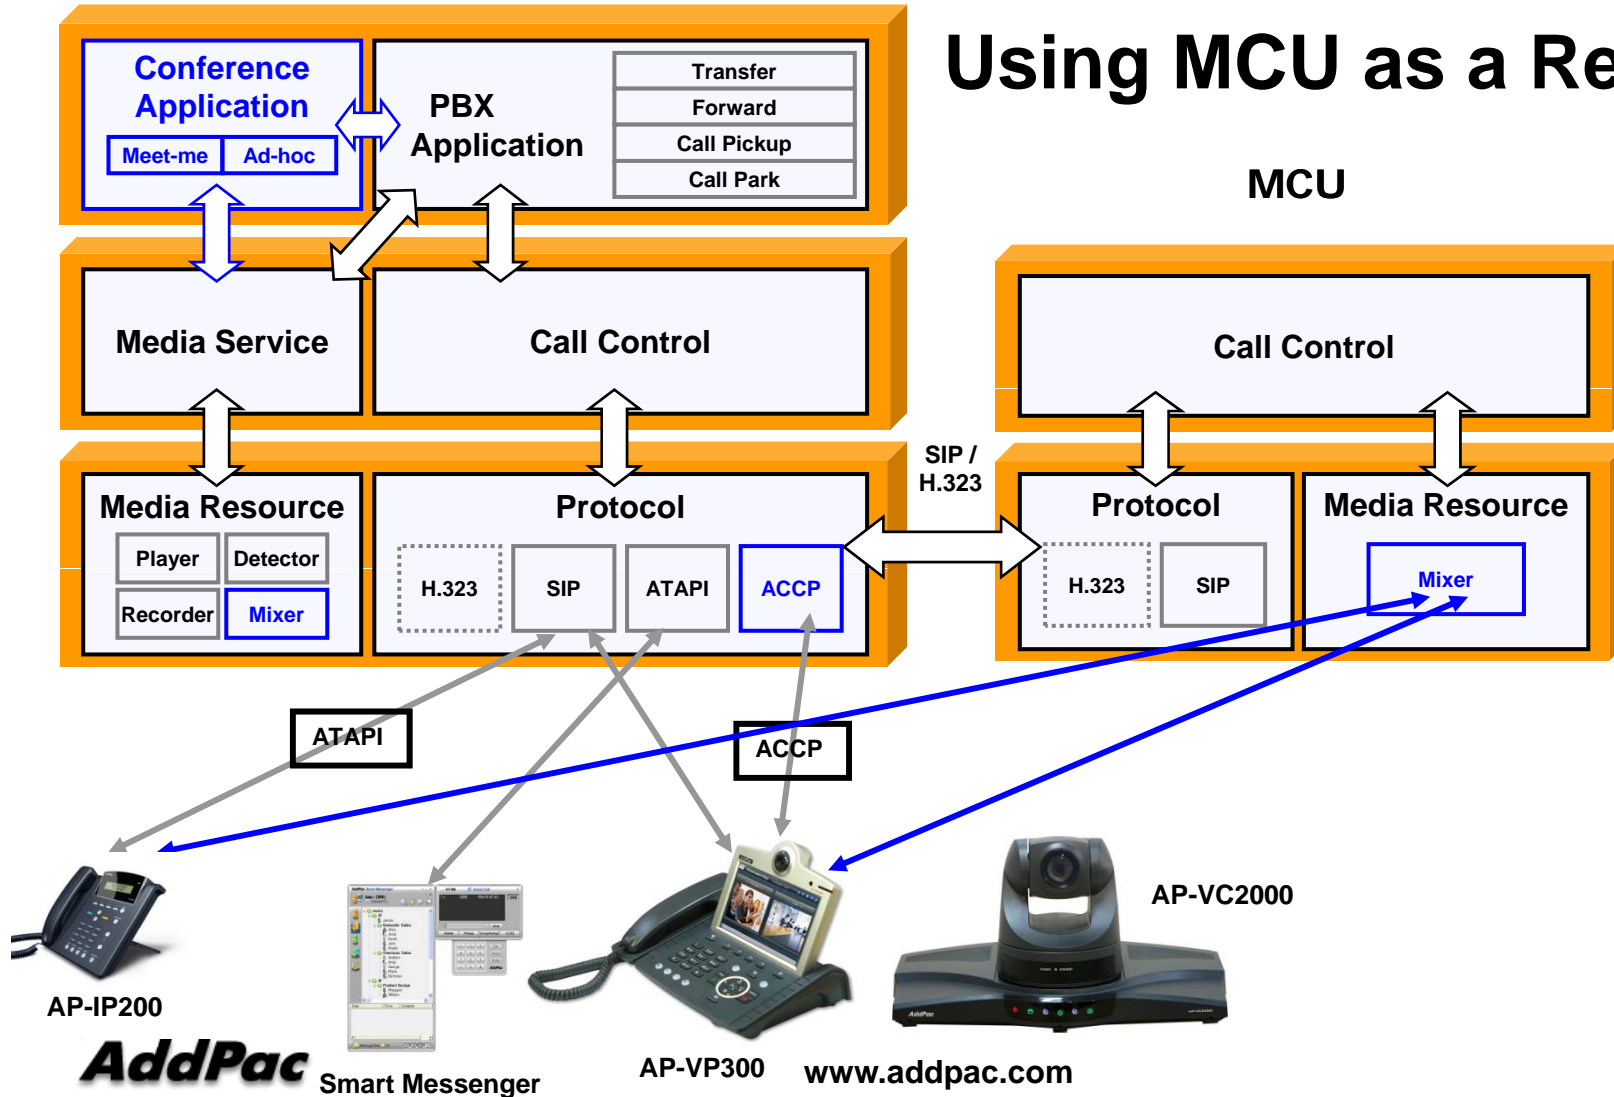 Using MCU as a Re
Conference
Application
Meet-me
Ad-hoc
PBX
Application
Transfer
Forward
Call Pickup
Call Park
MCU
Media Service
Call Control
Call Control
SIP /
H.323
Media Resource
Player
Detector
Recorder
Mixer
Protocol
H.323
SIP
ATAPI
ACCP
Protocol
H.323
SIP
Media Resource
Mixer
ATAPI
ACCP
AP-IP200
Smart Messenger
AP-VP300
AP-VC2000
AddPac
AddPac
www.addpac.com